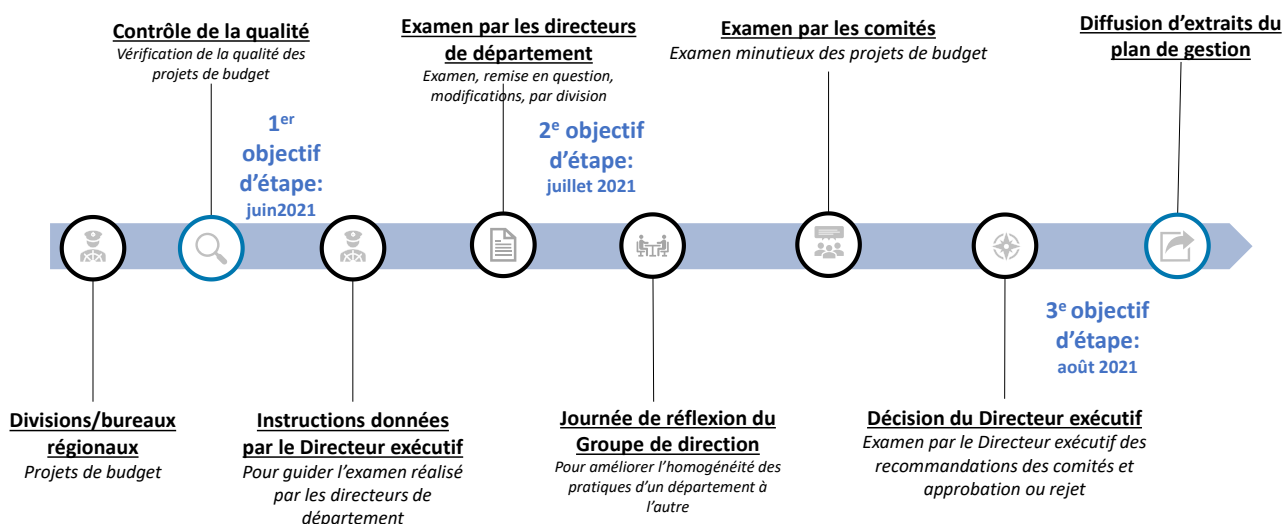 Contrôle de la qualité
Vérification de la qualité des
projets de budget
Examen par les directeurs
de département
Examen, remise en question,
modifications, par division
Examen par les comités
Examen minutieux des projets de budget
Diffusion d’extraits du
plan de gestion
1er
objectif
d’étape:
juin2021
2e objectif
d’étape:
juillet 2021
3e objectif
d’étape:
août 2021
Divisions/bureaux
régionaux
Projets de budget
Instructions données
par le Directeur exécutif
Pour guider l’examen réalisé
par les directeurs de
département
Journée de réflexion du
Groupe de direction
Pour améliorer l’homogénéité des
pratiques d’un département à
l’autre
Décision du Directeur exécutif
Examen par le Directeur exécutif des
recommandations des comités et
approbation ou rejet